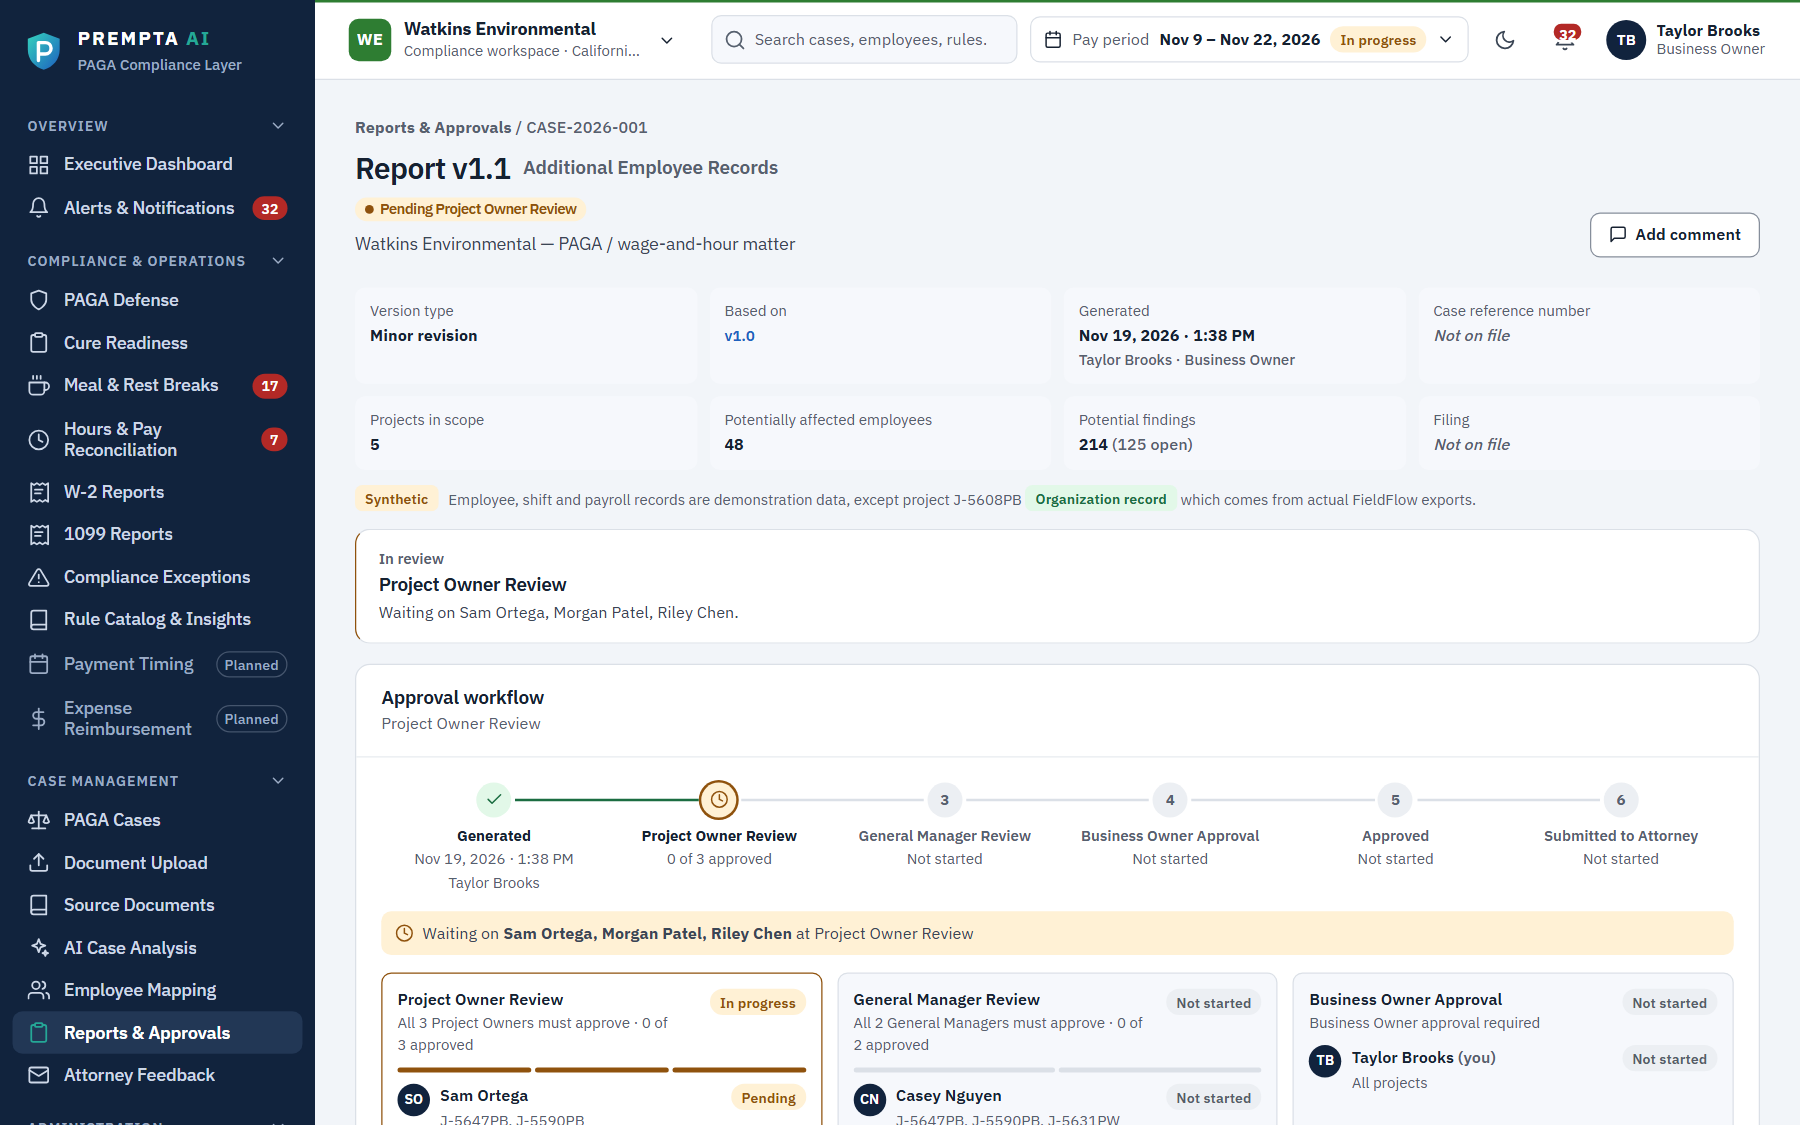 PREMPTA AI
PAGA Compliance Layer
OVERVIEW
Executive Dashboard
Alerts & Notifications 32
COMPLIANCE & OPERATIONS
PAGA Defense
Cure Readiness
Meal & Rest Breaks 17
Hours & Pay
Reconciliation 7
W-2 Reports
1099 Reports
Compliance Exceptions
Rule Catalog & Insights
Payment Timing Planned
Expense
Reimbursement Planned
CASE MANAGEMENT
PAGA Cases
Document Upload
Source Documents
AI Case Analysis
Employee Mapping
Reports & Approvals
Attorney Feedback
ADMINISTRATION
WE Watkins Environmental
Compliance workspace · Californi...
Search cases, employees, rules.
Pay period Nov 9 – Nov 22, 2026 In progress
32
TB Taylor Brooks
Business Owner
Reports & Approvals / CASE-2026-001
Report v1.1 Additional Employee Records
Pending Project Owner Review
Watkins Environmental — PAGA / wage-and-hour matter
Add comment
Version type
Minor revision
Based on
v1.0
Generated
Nov 19, 2026 · 1:38 PM
Taylor Brooks · Business Owner
Case reference number
Not on file
Projects in scope
5
Potentially affected employees
48
Potential findings
214 (125 open)
Filing
Not on file
Synthetic Employee, shift and payroll records are demonstration data, except project J-5608PB Organization record which comes from actual FieldFlow exports.
In review
Project Owner Review
Waiting on Sam Ortega, Morgan Patel, Riley Chen.
Approval workflow
Project Owner Review
3 4 5 6
Generated
Nov 19, 2026 · 1:38 PM
Taylor Brooks
Project Owner Review
0 of 3 approved
General Manager Review
Not started
Business Owner Approval
Not started
Approved
Not started
Submitted to Attorney
Not started
Waiting on Sam Ortega, Morgan Patel, Riley Chen at Project Owner Review
Project Owner Review In progress
All 3 Project Owners must approve · 0 of
3 approved
SO Sam Ortega Pending
J-5647PB, J-5590PB
General Manager Review Not started
All 2 General Managers must approve · 0 of
2 approved
CN Casey Nguyen Not started
J-5647PB, J-5590PB, J-5631PW
Business Owner Approval Not started
Business Owner approval required
TB Taylor Brooks (you) Not started
All projects